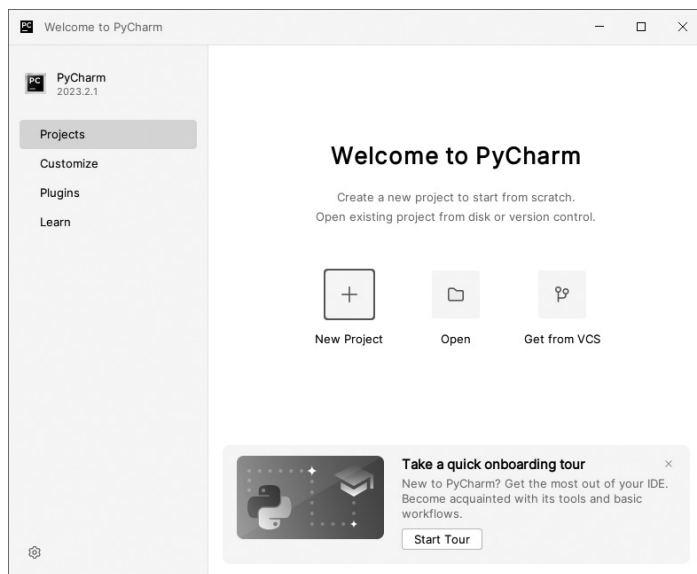 PC Welcome to PyCharm
PC PyCharm
2023.2.1
Projects
Customize
Plugins
Learn
Welcome to PyCharm
Create a new project to start from scratch.
Open existing project from disk or version control.
New Project Open Get from VCS
Take a quick onboarding tour
New to PyCharm? Get the most out of your IDE.
Become acquainted with its tools and basic
workflows.
Start Tour